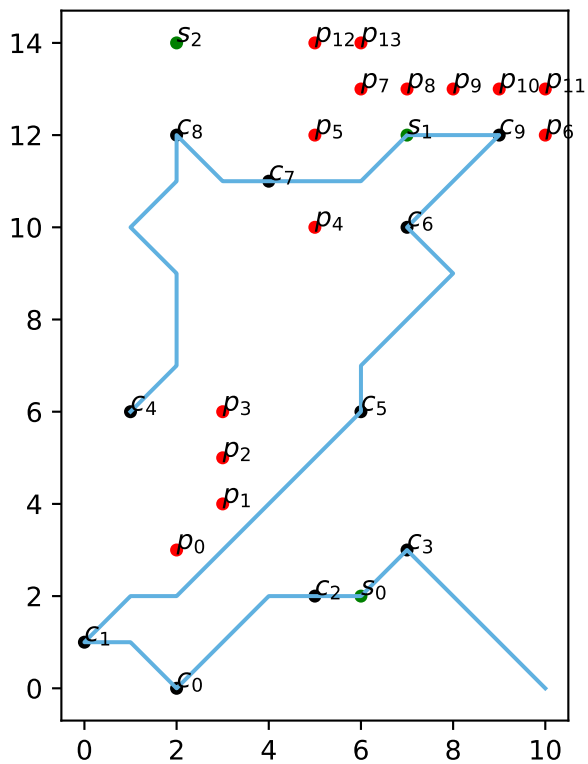 14
s₂
p₁₂
p₁₃
p₇
p₈
p₉
p₁₀
p₁₁
12
c₈
p₅
s₁
c₉
p₆
c₇
10
p₄
c₆
8
6
c₄
p₃
c₅
p₂
4
p₁
p₀
c₃
2
c₂
s₀
c₁
0
c₀
0 2 4 6 8 10